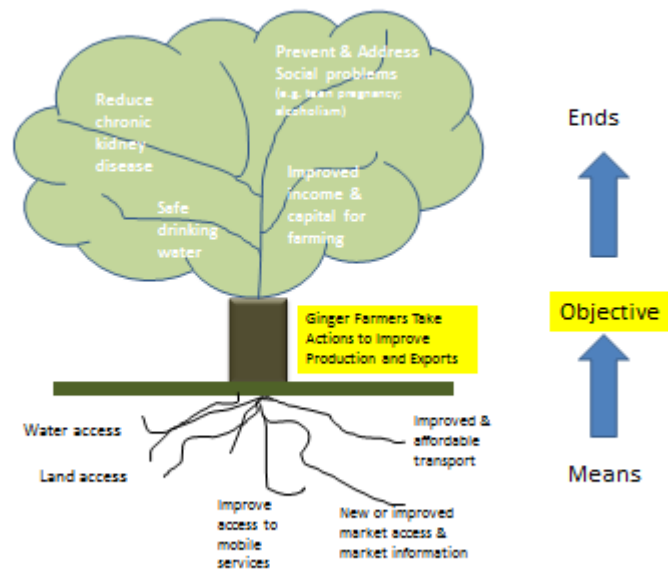 Prevent & Address
Social problems
(e.g. teen pregnancy;
alcoholism)
Reduce
chronic
kidney
disease
Improved
income &
capital for
farming
Safe
drinking
water
Ends
Ginger Farmers Take
Actions to Improve
Production and Exports
Objective
Water access
Land access
Improve
access to
mobile
services
New or improved
market access &
market information
Improved &
affordable
transport
Means